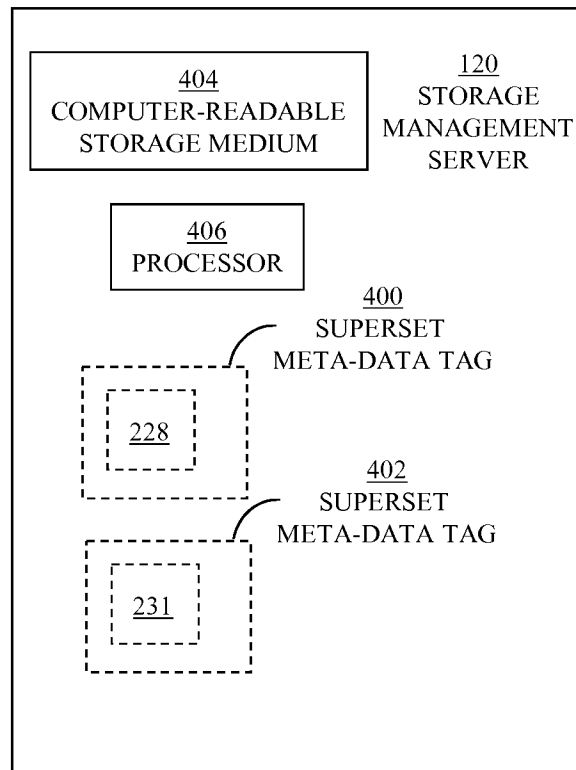 404
COMPUTER-READABLE
STORAGE MEDIUM
120
STORAGE
MANAGEMENT
SERVER
406
PROCESSOR
400
SUPERSET
META-DATA TAG
228
402
SUPERSET
META-DATA TAG
231